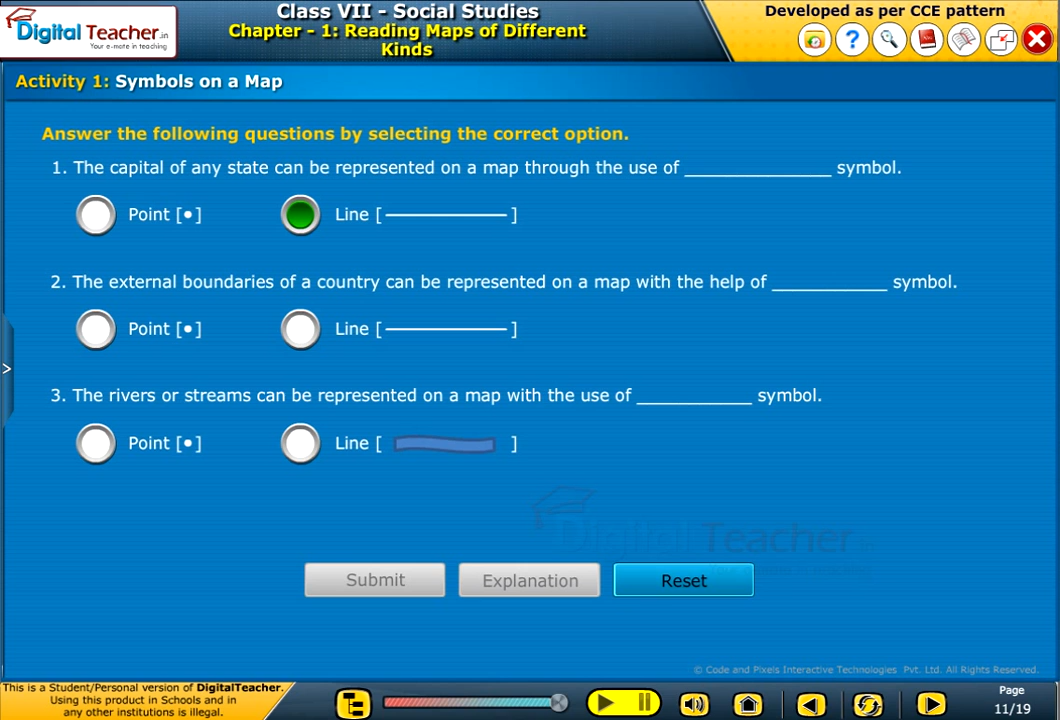 Digital Teacher.in
Your e-mate in teaching
Class VII - Social Studies
Chapter - 1: Reading Maps of Different
Kinds
Developed as per CCE pattern
Activity 1: Symbols on a Map
Answer the following questions by selecting the correct option.
1. The capital of any state can be represented on a map through the use of _______________ symbol.
Point [•] Line [ ]
2. The external boundaries of a country can be represented on a map with the help of ____________ symbol.
Point [•] Line [ ]
3. The rivers or streams can be represented on a map with the use of ____________ symbol.
Point [•] Line [ ]
Digital Teacher.in
Submit Explanation Reset
© Code and Pixels Interactive Technologies Pvt. Ltd. All Rights Reserved.
This is a Student/Personal version of DigitalTeacher.
Using this product in Schools and in
any other institutions is illegal.
Page
11/19